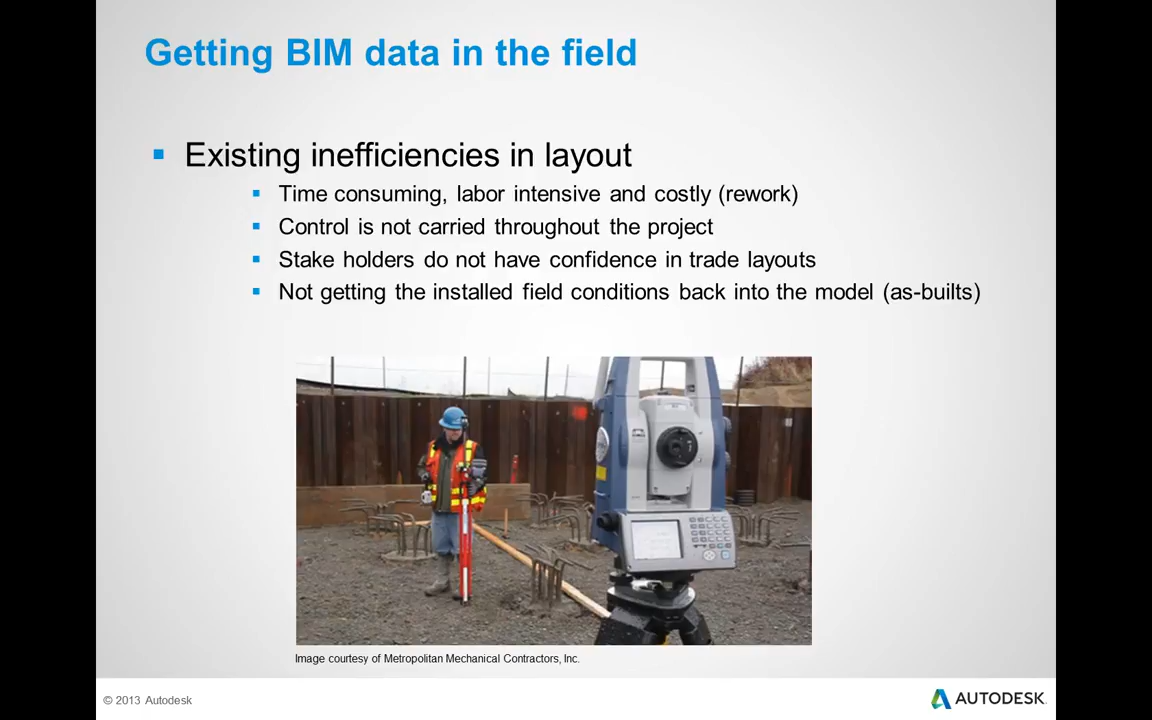 Getting BIM data in the field
Existing inefficiencies in layout
Time consuming, labor intensive and costly (rework)
Control is not carried throughout the project
Stake holders do not have confidence in trade layouts
Not getting the installed field conditions back into the model (as-builts)
Image courtesy of Metropolitan Mechanical Contractors, Inc.
© 2013 Autodesk
AUTODESK.